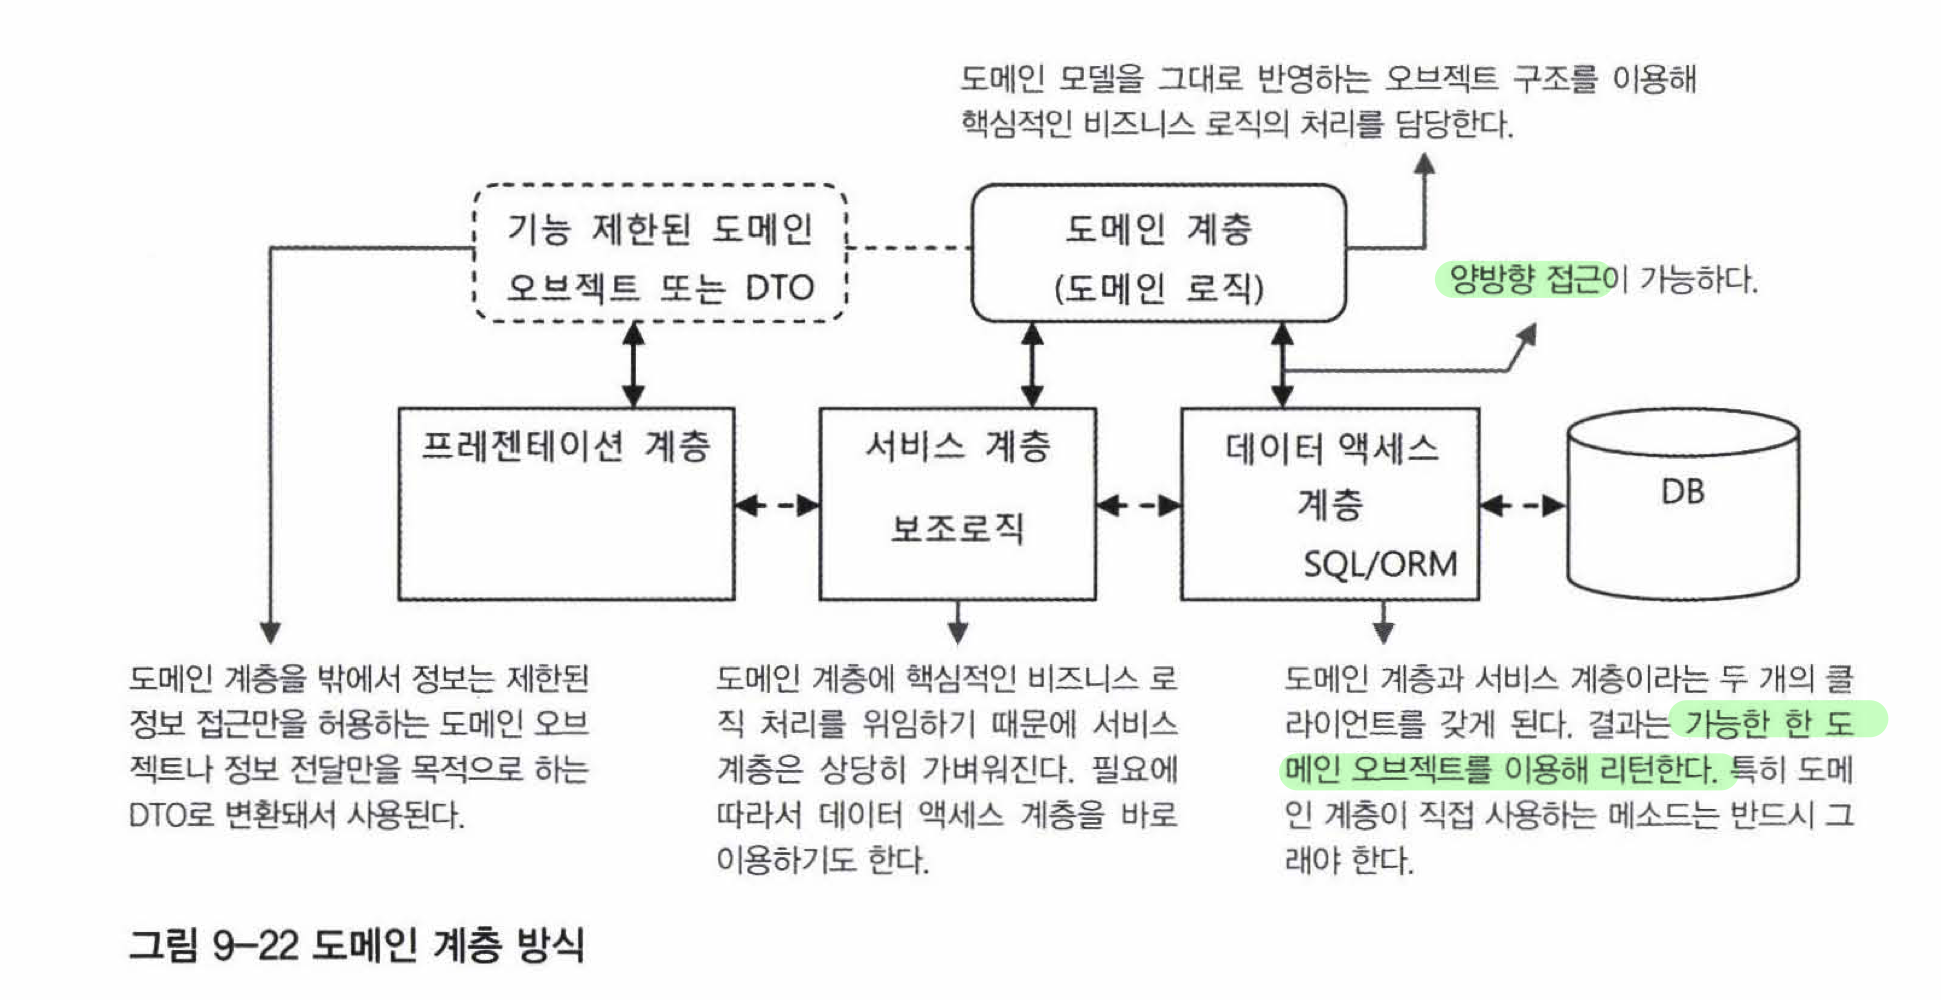 도메인 모델을 그대로 반영하는 오브젝트 구조를 이용해
핵심적인 비즈니스 로직의 처리를 담당한다.
기능 제한된 도메인
오브젝트 또는 DTO
도메인 계층
(도메인 로직)
양방향 접근이 가능하다.
프레젠테이션 계층
서비스 계층
보조로직
데이터 액세스
계층
SQL/ORM
DB
도메인 계층을 밖에서 정보는 제한된
정보 접근만을 허용하는 도메인 오브
젝트나 정보 전달만을 목적으로 하는
DTO로 변환돼서 사용된다.
도메인 계층에 핵심적인 비즈니스 로
직 처리를 위임하기 때문에 서비스
계층은 상당히 가벼워진다. 필요에
따라서 데이터 액세스 계층을 바로
이용하기도 한다.
도메인 계층과 서비스 계층이라는 두 개의 클
라이언트를 갖게 된다. 결과는 가능한 한 도
메인 오브젝트를 이용해 리턴한다. 특히 도메
인 계층이 직접 사용하는 메소드는 반드시 그
래야 한다.
그림 9-22 도메인 계층 방식